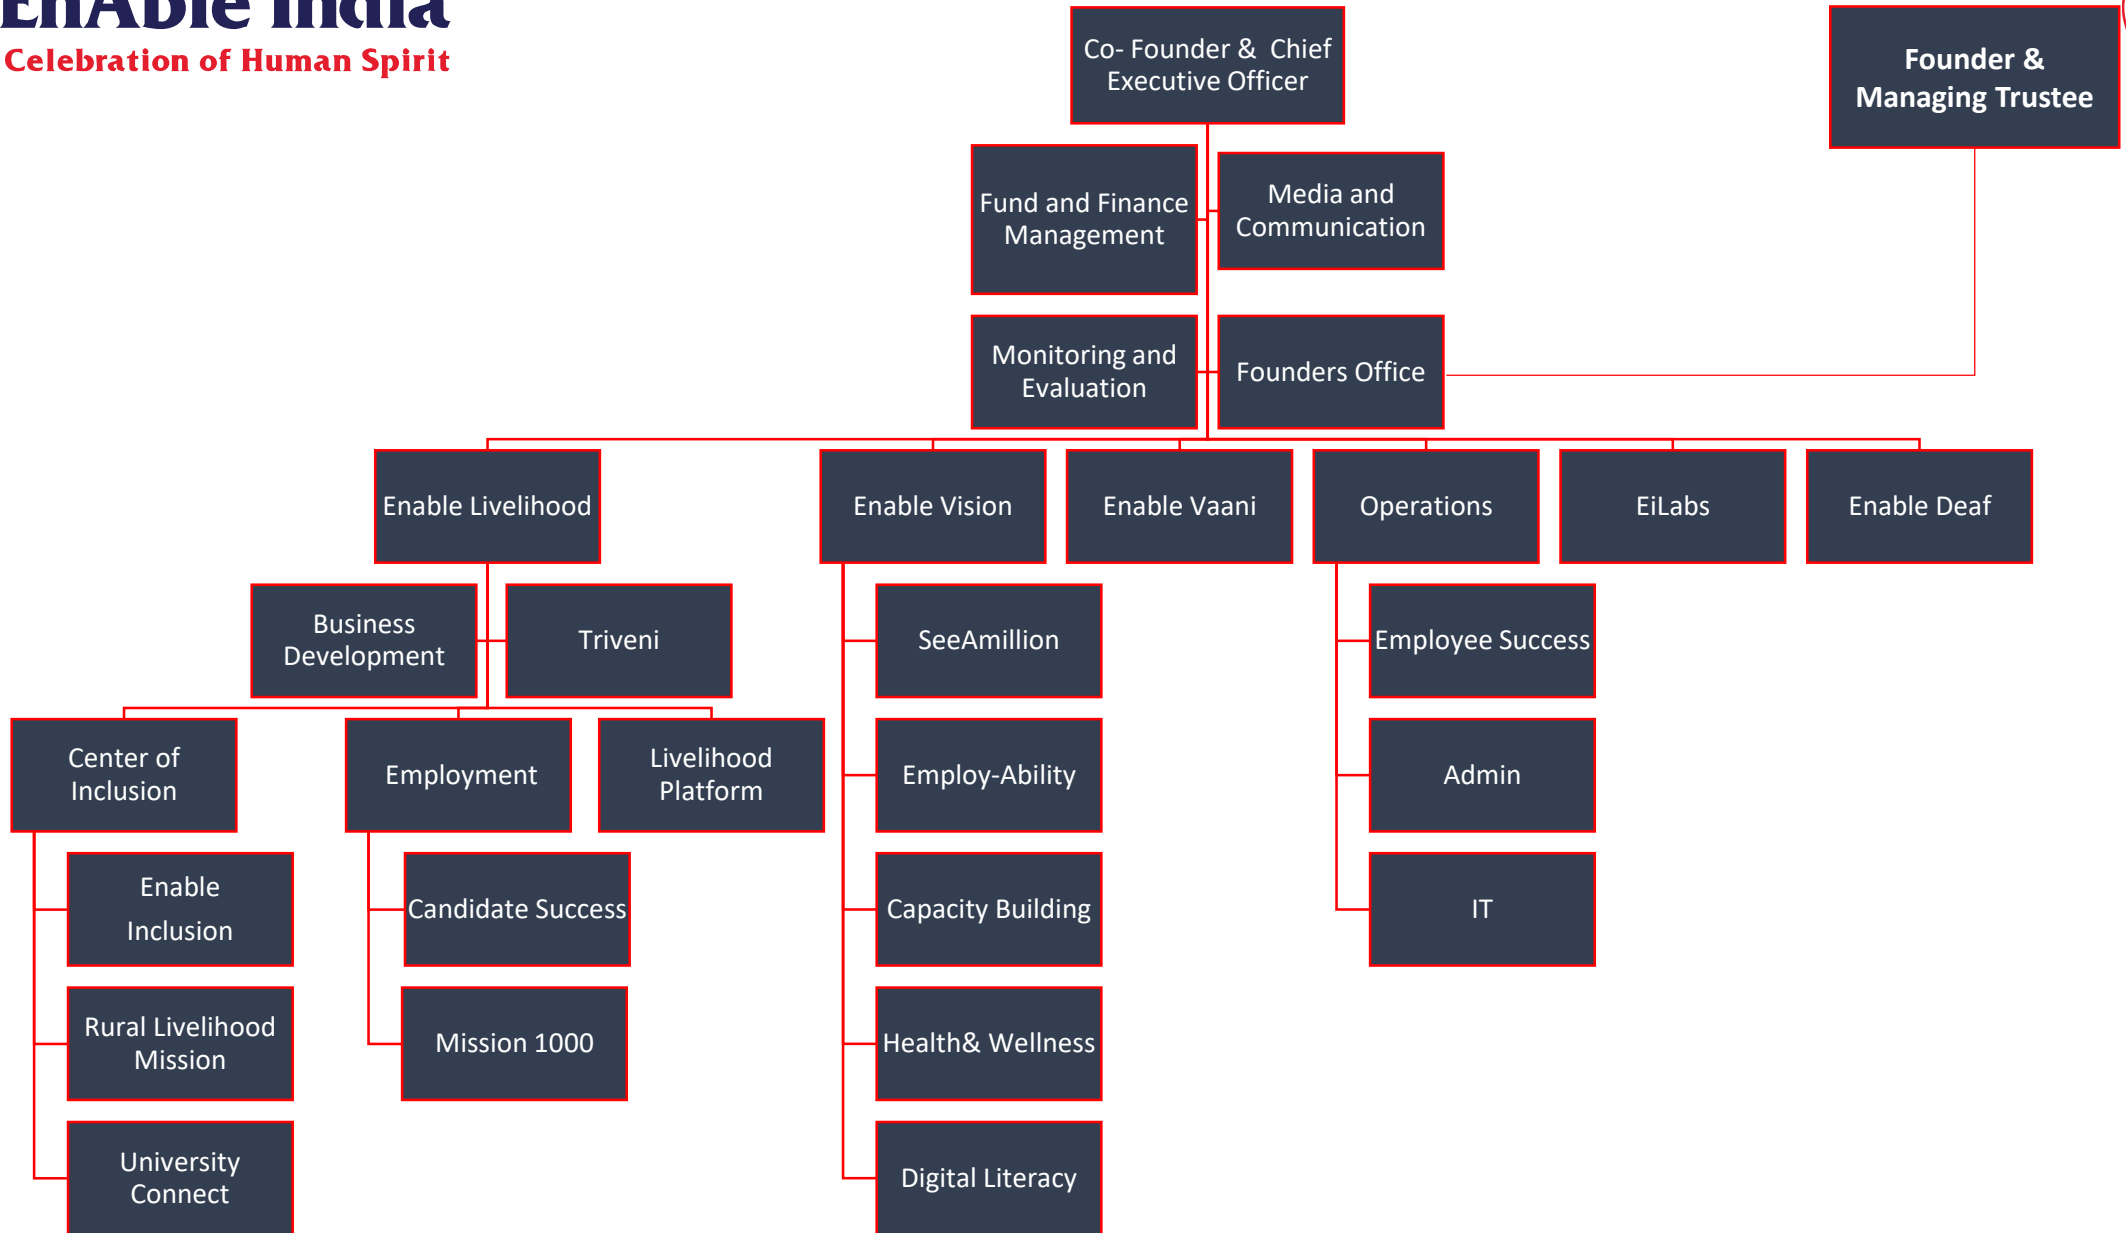 EnAble India
Celebration of Human Spirit
Co- Founder & Chief
Executive Officer
Founder &
Managing Trustee
Fund and Finance
Management
Media and
Communication
Monitoring and
Evaluation
Founders Office
Enable Livelihood
Enable Vision
Enable Vaani
Operations
EiLabs
Enable Deaf
Business
Development
Triveni
SeeAmillion
Employee Success
Center of
Inclusion
Employment
Livelihood
Platform
Employ-Ability
Admin
Enable
Inclusion
Candidate Success
Capacity Building
IT
Rural Livelihood
Mission
Mission 1000
Health& Wellness
University
Connect
Digital Literacy